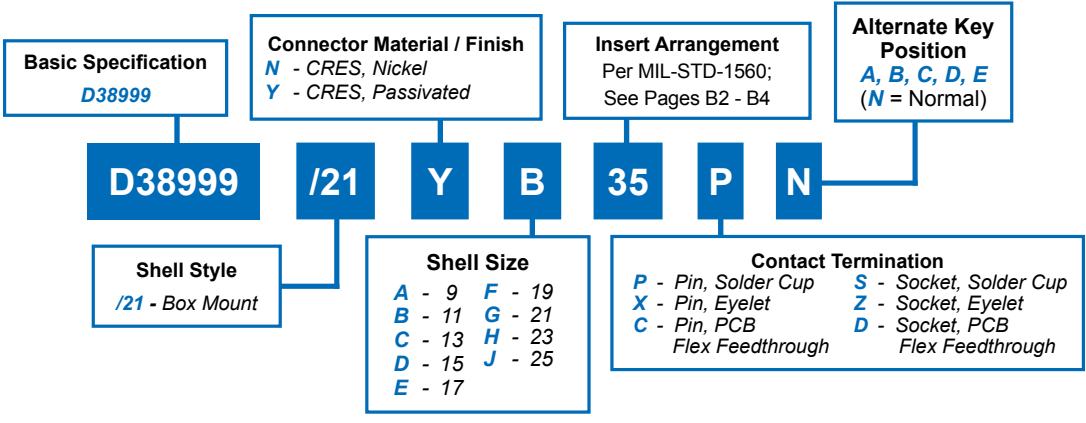 Basic Specification
D38999
Connector Material / Finish
N - CRES, Nickel
Y - CRES, Passivated
Insert Arrangement
Per MIL-STD-1560;
See Pages B2 - B4
Alternate Key
Position
A, B, C, D, E
(N = Normal)
D38999 /21 Y B 35 P N
Shell Style
/21 - Box Mount
Shell Size
A - 9 F - 19
B - 11 G - 21
C - 13 H - 23
D - 15 J - 25
E - 17
Contact Termination
P - Pin, Solder Cup S - Socket, Solder Cup
X - Pin, Eyelet Z - Socket, Eyelet
C - Pin, PCB D - Socket, PCB
Flex Feedthrough Flex Feedthrough